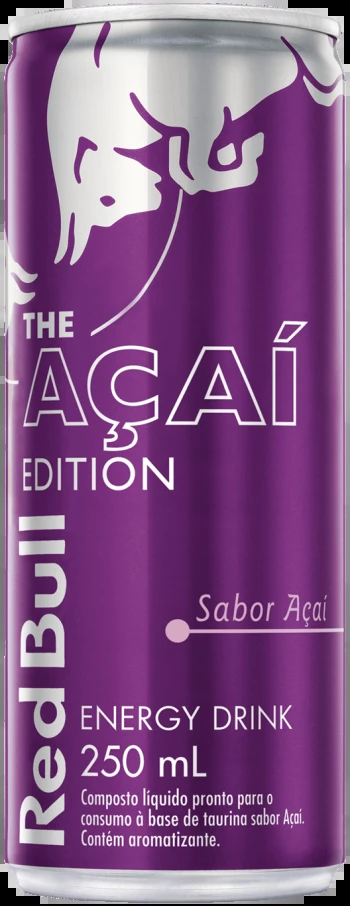 THE
AÇAÍ
EDITION
Red Bull
Sabor Açaí
ENERGY DRINK
250 mL
Composto líquido pronto para o
consumo à base de taurina sabor Açaí.
Contém aromatizante.